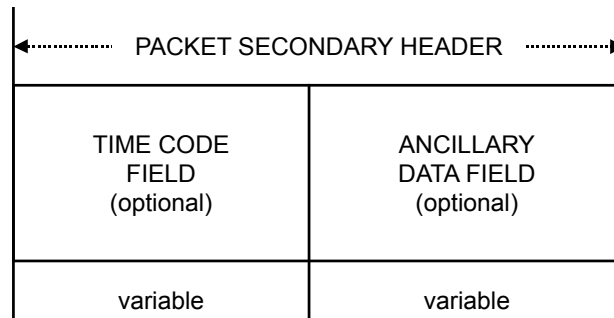 PACKET SECONDARY HEADER
TIME CODE
FIELD
(optional)
ANCILLARY
DATA FIELD
(optional)
variable
variable